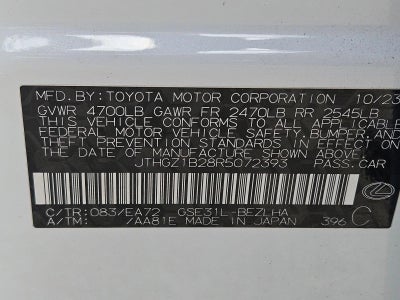 MFD.BY:TOYOTA MOTOR CORPORATION 10/23
GVWR 4700LB GAWR FR 2470LB RR 2545LB
THIS VEHICLE CONFORMS TO ALL APPLICABLE
FEDERAL MOTOR VEHICLE SAFETY, BUMPER, AND
THEFT PREVENTION STANDARDS IN EFFECT ON
THE DATE OF MANUFACTURE SHOWN ABOVE.
JTHGZ1B28R5072393 PASS.CAR
C/TR: 083/EA72 GSE31L-BEZLHA
A/TM: /AA81E MADE IN JAPAN 396 C